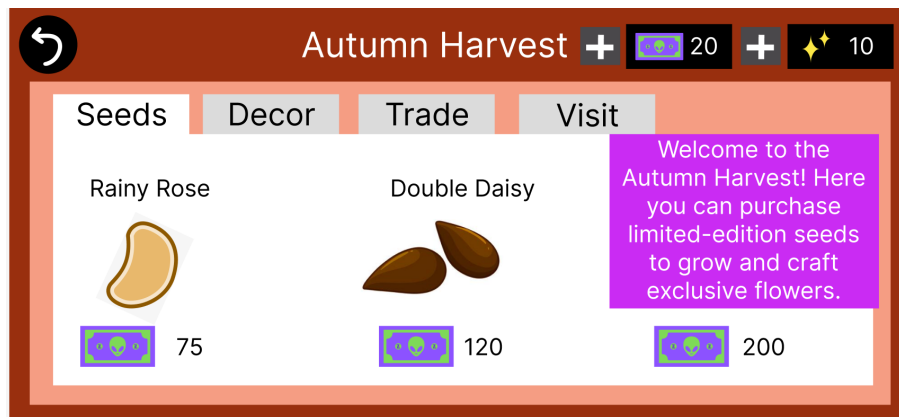 Autumn Harvest
20
10
Seeds
Decor
Trade
Visit
Rainy Rose
Double Daisy
Welcome to the
Autumn Harvest! Here
you can purchase
limited-edition seeds
to grow and craft
exclusive flowers.
75
120
200